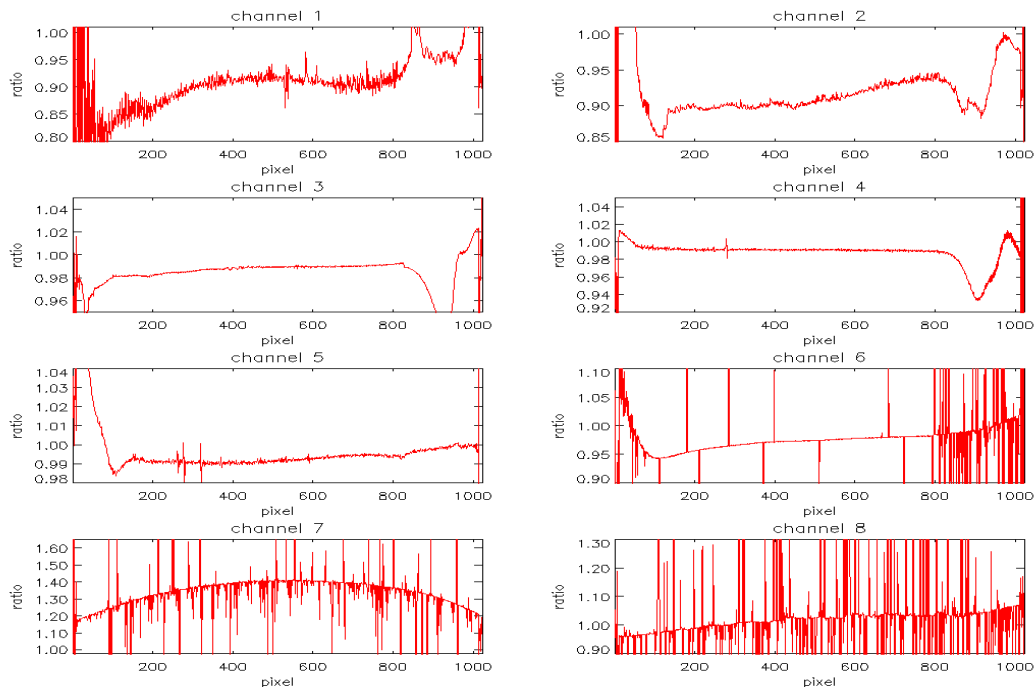 channel 1
1.00
0.95
0.90
0.85
0.80
ratio
200 400 600 800 1000
pixel
channel 2
1.00
0.95
0.90
0.85
ratio
200 400 600 800 1000
pixel
channel 3
1.04
1.02
1.00
0.98
0.96
ratio
200 400 600 800 1000
pixel
channel 4
1.04
1.02
1.00
0.98
0.96
0.94
0.92
ratio
200 400 600 800 1000
pixel
channel 5
1.04
1.03
1.02
1.01
1.00
0.99
0.98
ratio
200 400 600 800 1000
pixel
channel 6
1.10
1.05
1.00
0.95
0.90
ratio
200 400 600 800 1000
pixel
channel 7
1.60
1.50
1.40
1.30
1.20
1.10
1.00
ratio
200 400 600 800 1000
pixel
channel 8
1.30
1.20
1.10
1.00
0.90
ratio
200 400 600 800 1000
pixel